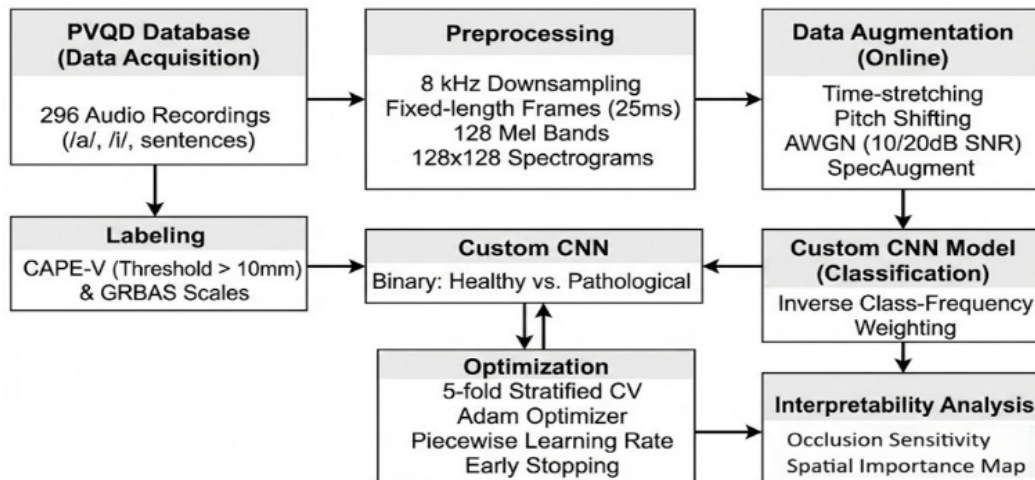 PVQD Database
(Data Acquisition)
296 Audio Recordings
(/a/, /i/, sentences)
Preprocessing
8 kHz Downsampling
Fixed-length Frames (25ms)
128 Mel Bands
128x128 Spectrograms
Data Augmentation
(Online)
Time-stretching
Pitch Shifting
AWGN (10/20dB SNR)
SpecAugment
Labeling
CAPE-V (Threshold > 10mm)
& GRBAS Scales
Custom CNN
Binary: Healthy vs. Pathological
Custom CNN Model
(Classification)
Inverse Class-Frequency
Weighting
Optimization
5-fold Stratified CV
Adam Optimizer
Piecewise Learning Rate
Early Stopping
Interpretability Analysis
Occlusion Sensitivity
Spatial Importance Map